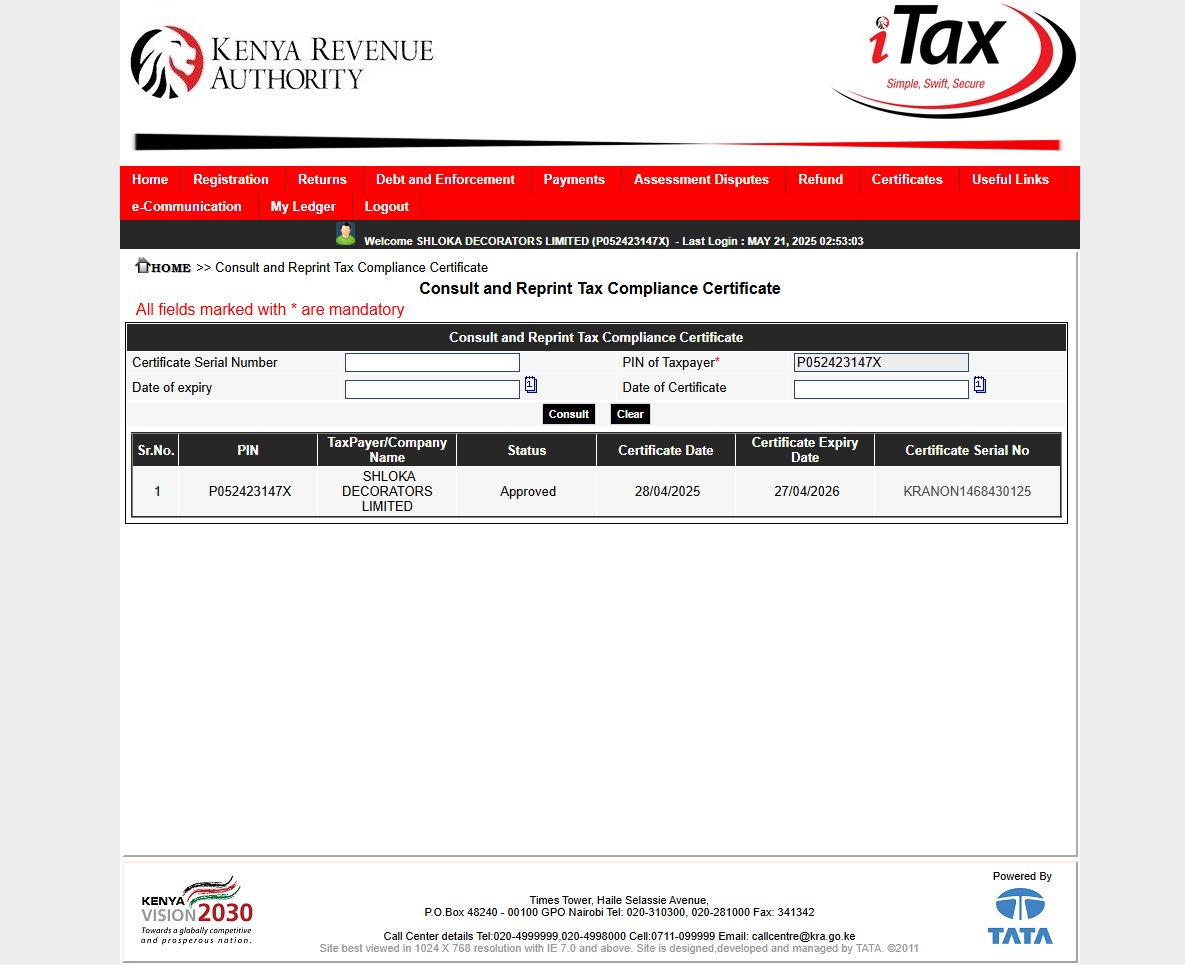 KENYA REVENUE
AUTHORITY
iTax
Simple, Swift, Secure
Home Registration Returns Debt and Enforcement Payments Assessment Disputes Refund Certificates Useful Links
e-Communication My Ledger Logout
Welcome SHLOKA DECORATORS LIMITED (P052423147X) - Last Login : MAY 21, 2025 02:53:03
HOME >> Consult and Reprint Tax Compliance Certificate
Consult and Reprint Tax Compliance Certificate
All fields marked with * are mandatory
Consult and Reprint Tax Compliance Certificate
Certificate Serial Number PIN of Taxpayer* P052423147X
Date of expiry 1 Date of Certificate 1
Consult Clear
Sr.No. PIN TaxPayer/Company Name Status Certificate Date Certificate Expiry Date Certificate Serial No
1 P052423147X SHLOKA DECORATORS LIMITED Approved 28/04/2025 27/04/2026 KRANON1468430125
KENYA
VISION 2030
Towards a globally competitive
and prosperous nation.
Times Tower, Haile Selassie Avenue,
P.O.Box 48240 - 00100 GPO Nairobi Tel: 020-310300, 020-281000 Fax: 341342
Call Center details Tel:020-4999999,020-4998000 Cell:0711-099999 Email: callcentre@kra.go.ke
Site best viewed in 1024 X 768 resolution with IE 7.0 and above. Site is designed,developed and managed by TATA. ©2011
Powered By
TATA